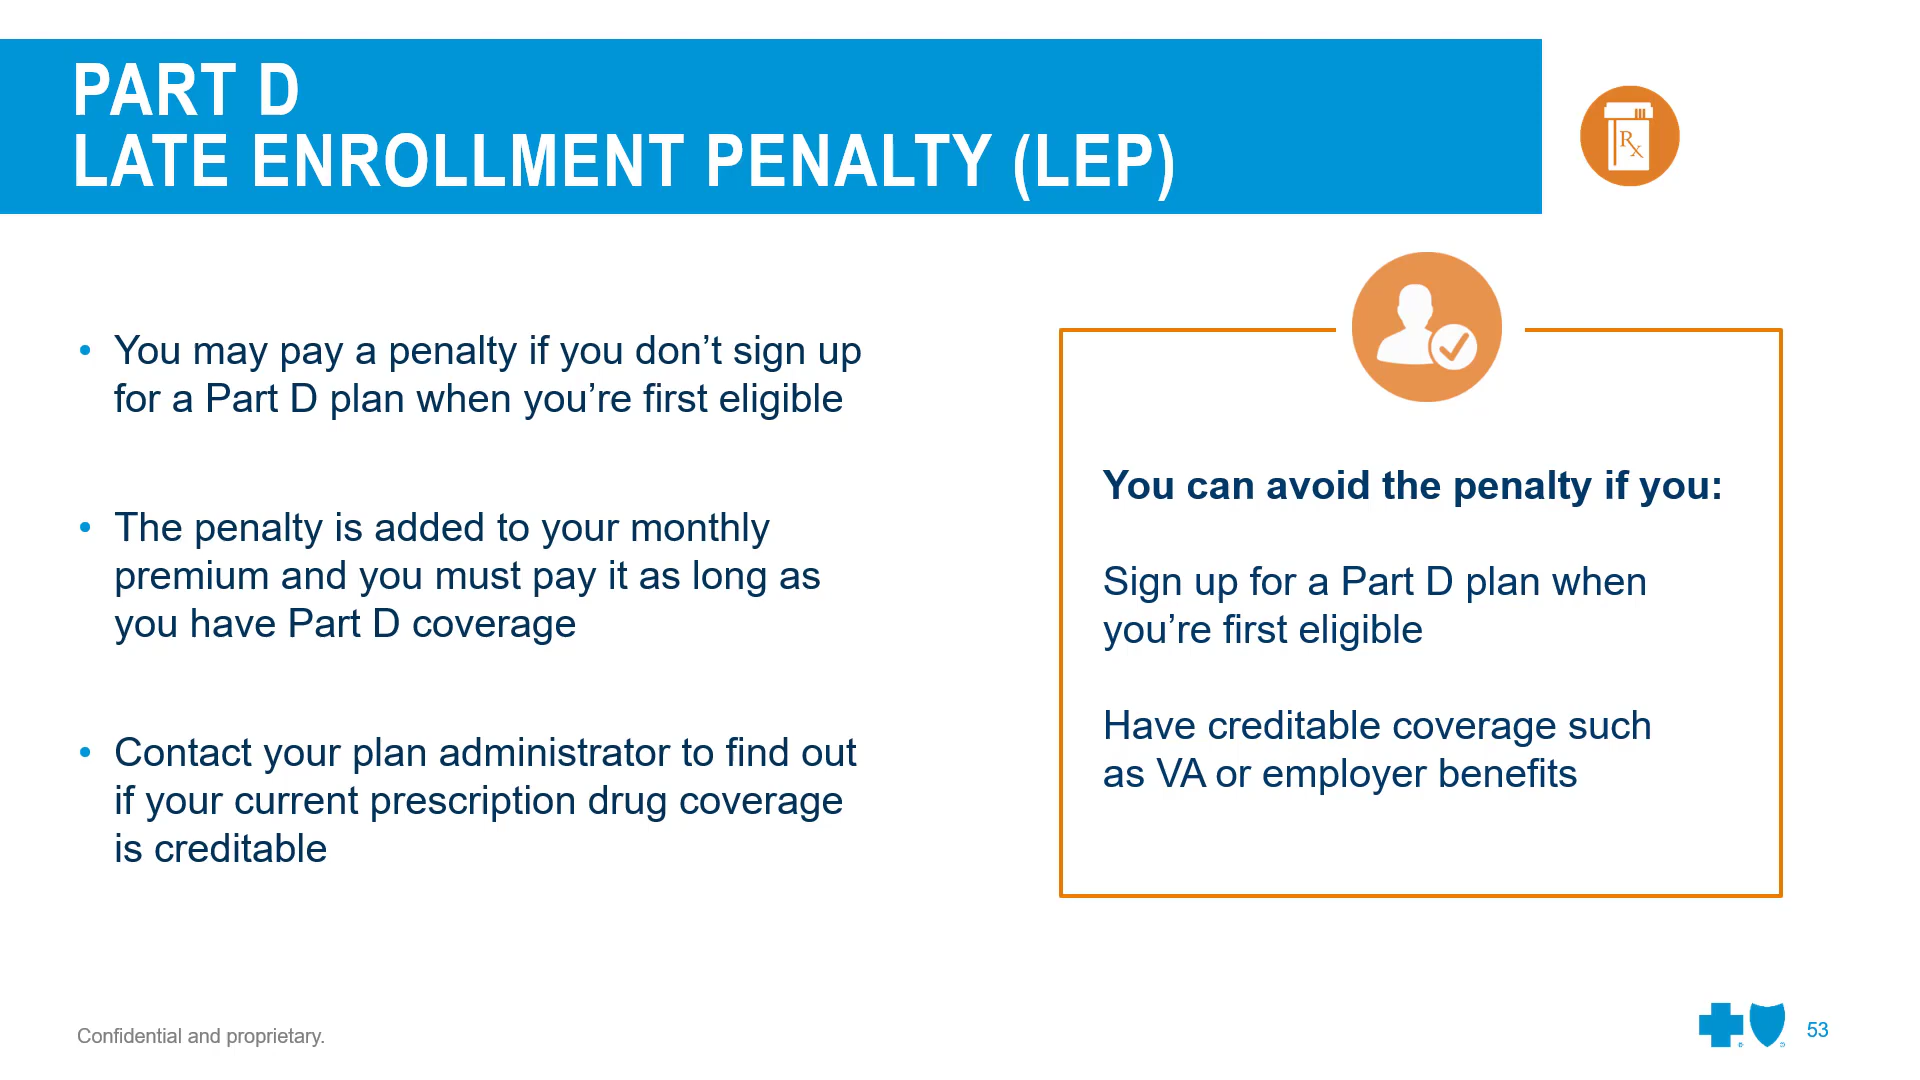 PART D
LATE ENROLLMENT PENALTY (LEP)
Rx
• You may pay a penalty if you don’t sign up
for a Part D plan when you’re first eligible
• The penalty is added to your monthly
premium and you must pay it as long as
you have Part D coverage
• Contact your plan administrator to find out
if your current prescription drug coverage
is creditable
You can avoid the penalty if you:
Sign up for a Part D plan when
you’re first eligible
Have creditable coverage such
as VA or employer benefits
Confidential and proprietary.
53